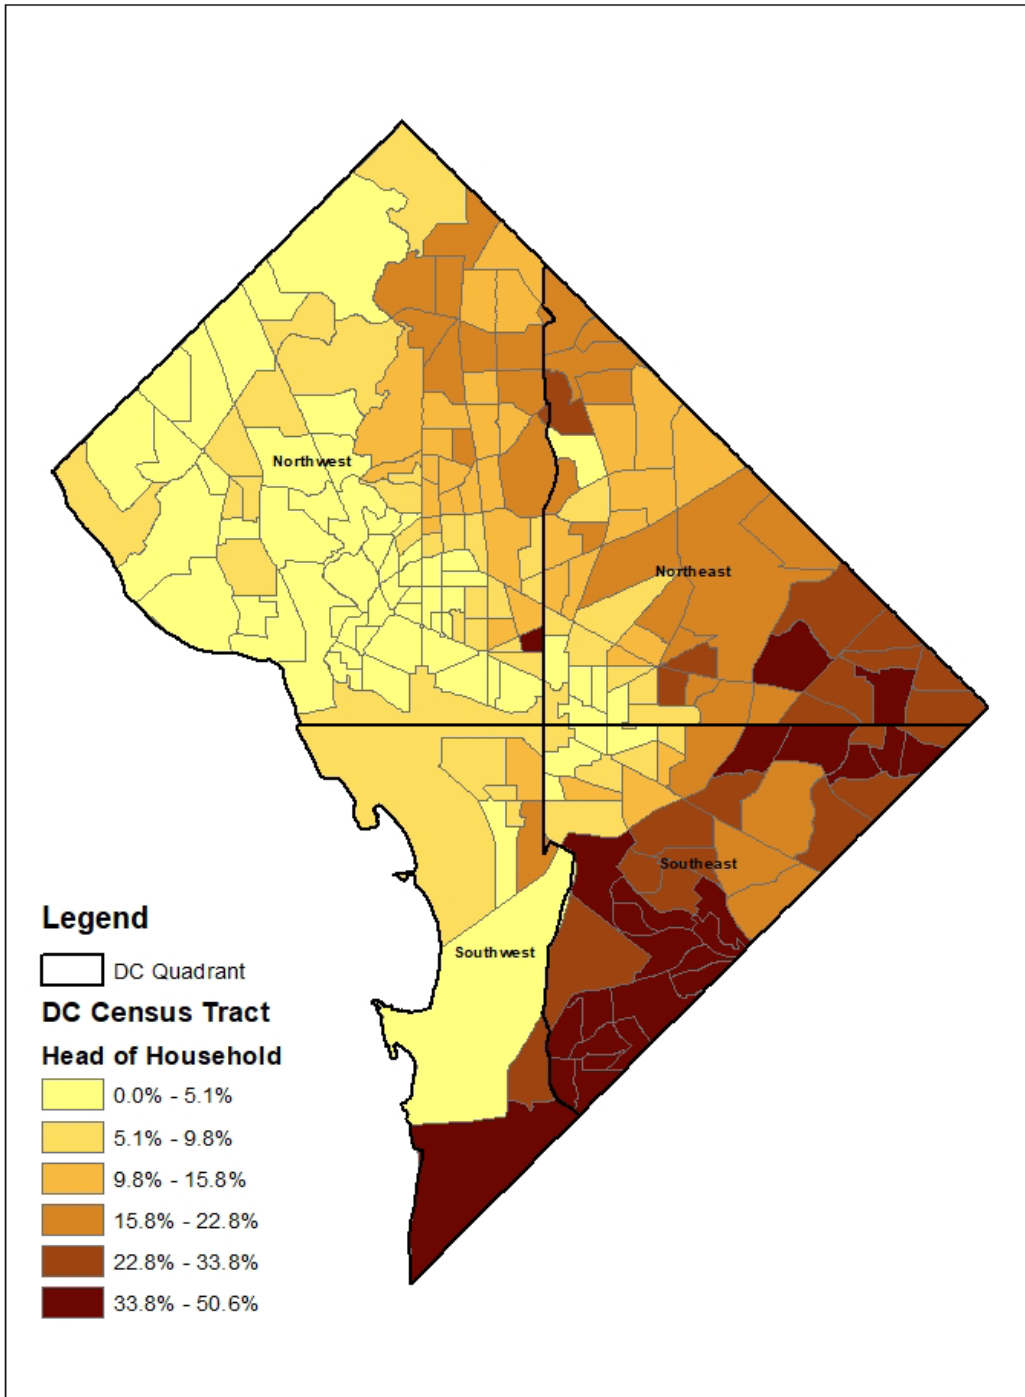 Northwest
Northeast
Southeast
Southwest
Legend
DC Quadrant
DC Census Tract
Head of Household
0.0% - 5.1%
5.1% - 9.8%
9.8% - 15.8%
15.8% - 22.8%
22.8% - 33.8%
33.8% - 50.6%